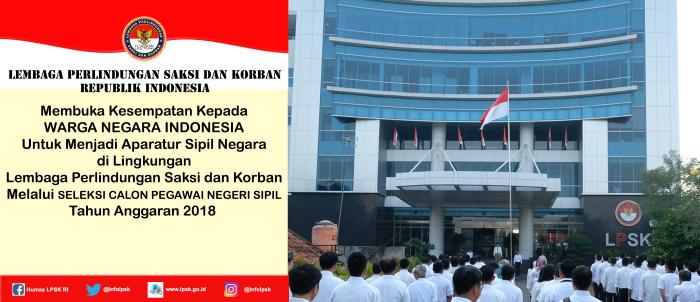 LEMBAGA PERLINDUNGAN SAKSI DAN KORBAN
REPUBLIK INDONESIA
Membuka Kesempatan Kepada
WARGA NEGARA INDONESIA
Untuk Menjadi Aparatur Sipil Negara
di Lingkungan
Lembaga Perlindungan Saksi dan Korban
Melalui SELEKSI CALON PEGAWAI NEGERI SIPIL
Tahun Anggaran 2018
Humas LPSK RI
@infolpsk
www.lpsk.go.id
@infolpsk
LPSK